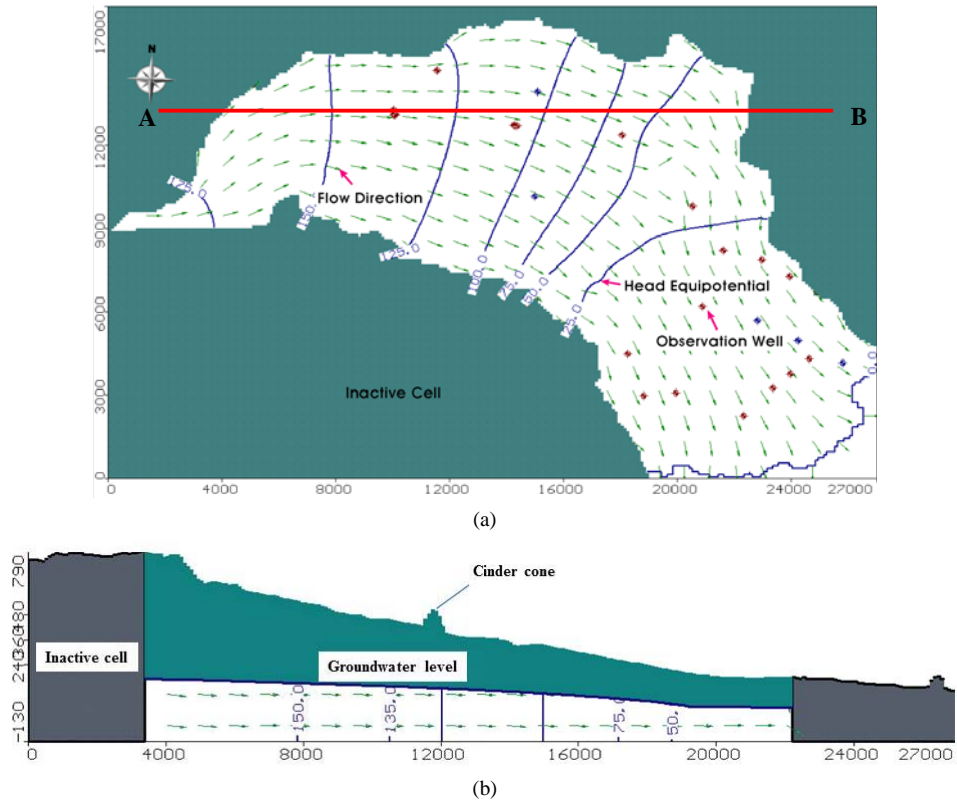 17000
N
A
B
12000
125.0
Flow Direction
150.
9000
125.0
100.0
75.0
50.0
25.0
Head Equipotential
6000
Observation Well
0.0
Inactive Cell
3000
0
0 4000 8000 12000 16000 20000 24000 27000
(a)
790
Cinder cone
480
360
240
Inactive cell
Groundwater level
-150.
-135.0
75.0
50.
-130
0 4000 8000 12000 16000 20000 24000 27000
(b)